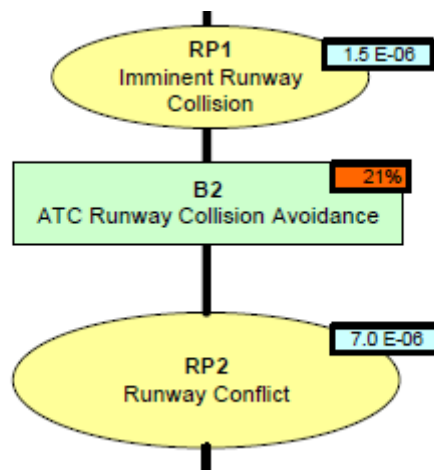 RP1
1.5 E-06
Imminent Runway
Collision
B2
21%
ATC Runway Collision Avoidance
RP2
7.0 E-06
Runway Conflict